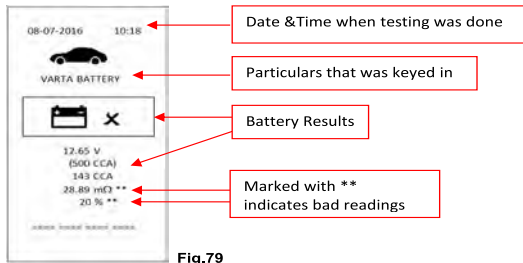 08-07-2016 10:18
Date &Time when testing was done
VARTA BATTERY
Particulars that was keyed in
x
Battery Results
12.65 V
(500 CCA)
143 CCA
28.89 mΩ **
20 % **
Marked with **
indicates bad readings
Fig.79